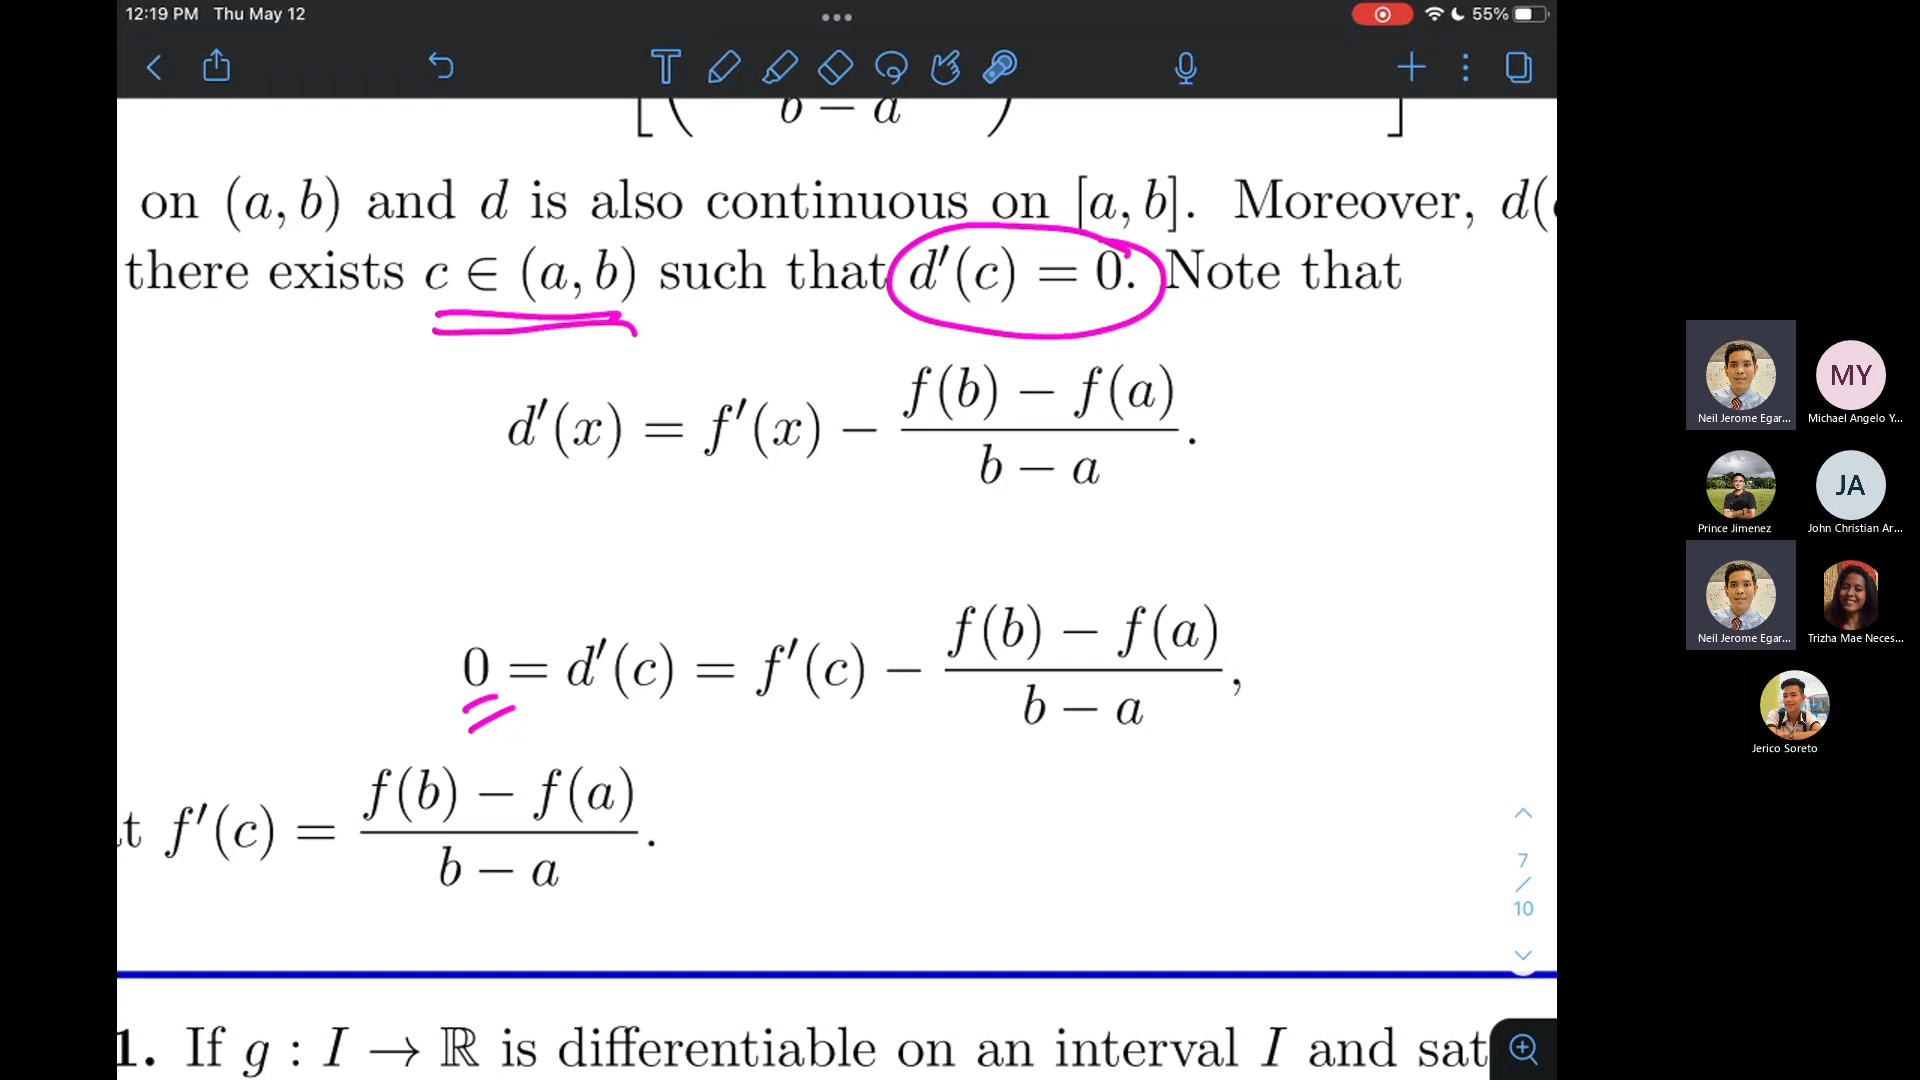 12:19 PM Thu May 12
55%
b − a
on (a, b) and d is also continuous on [a, b]. Moreover, d(
there exists c ∈ (a, b) such that d′(c) = 0. Note that
d′(x) = f′(x) − f(b) − f(a) / b − a .
0 = d′(c) = f′(c) − f(b) − f(a) / b − a ,
t f′(c) = f(b) − f(a) / b − a .
7
/
10
1. If g : I → ℝ is differentiable on an interval I and sat
Neil Jerome Egar...
MY
Michael Angelo Y...
Prince Jimenez
JA
John Christian Ar...
Neil Jerome Egar...
Trizha Mae Neces...
Jerico Soreto